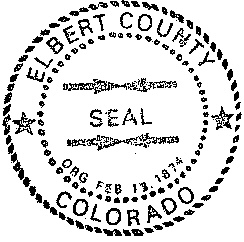 ELBERT COUNTY
SEAL
ORG FEB 13, 1874
COLORADO